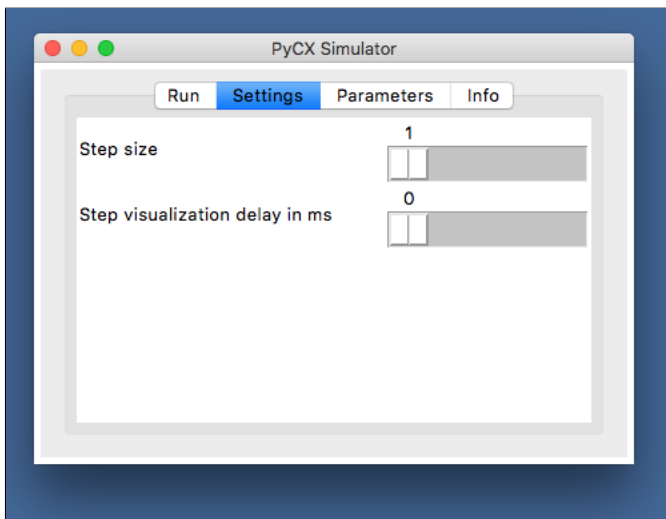 PyCX Simulator
Run Settings Parameters Info
1
Step size
0
Step visualization delay in ms